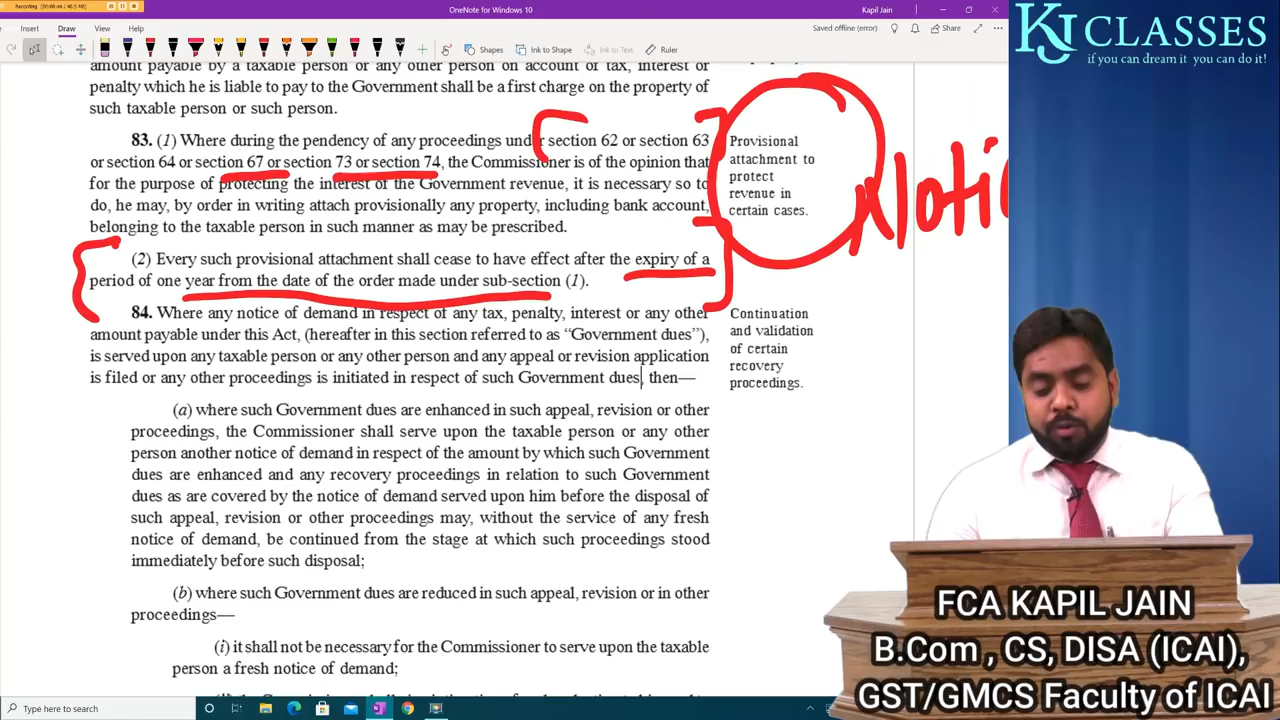 Recording
OneNote for Windows 10
Kapil Jain
Insert Draw View Help
Saved offline (error)
Shapes Ink to Shape Ink to Text Ruler
KJ CLASSES
if you can dream it you can do it!
amount payable by a taxable person or any other person on account of tax, interest or
penalty which he is liable to pay to the Government shall be a first charge on the property of
such taxable person or such person.
83. (1) Where during the pendency of any proceedings under section 62 or section 63
or section 64 or section 67 or section 73 or section 74, the Commissioner is of the opinion that
for the purpose of protecting the interest of the Government revenue, it is necessary so to
do, he may, by order in writing attach provisionally any property, including bank account,
belonging to the taxable person in such manner as may be prescribed.
Provisional
attachment to
protect
revenue in
certain cases.
Notic
(2) Every such provisional attachment shall cease to have effect after the expiry of a
period of one year from the date of the order made under sub-section (1).
84. Where any notice of demand in respect of any tax, penalty, interest or any other
amount payable under this Act, (hereafter in this section referred to as “Government dues”),
is served upon any taxable person or any other person and any appeal or revision application
is filed or any other proceedings is initiated in respect of such Government dues, then—
Continuation
and validation
of certain
recovery
proceedings.
(a) where such Government dues are enhanced in such appeal, revision or other
proceedings, the Commissioner shall serve upon the taxable person or any other
person another notice of demand in respect of the amount by which such Government
dues are enhanced and any recovery proceedings in relation to such Government
dues as are covered by the notice of demand served upon him before the disposal of
such appeal, revision or other proceedings may, without the service of any fresh
notice of demand, be continued from the stage at which such proceedings stood
immediately before such disposal;
(b) where such Government dues are reduced in such appeal, revision or in other
proceedings—
(i) it shall not be necessary for the Commissioner to serve upon the taxable
person a fresh notice of demand;
FCA KAPIL JAIN
B.Com , CS, DISA (ICAI),
GST/GMCS Faculty of ICAI
Type here to search